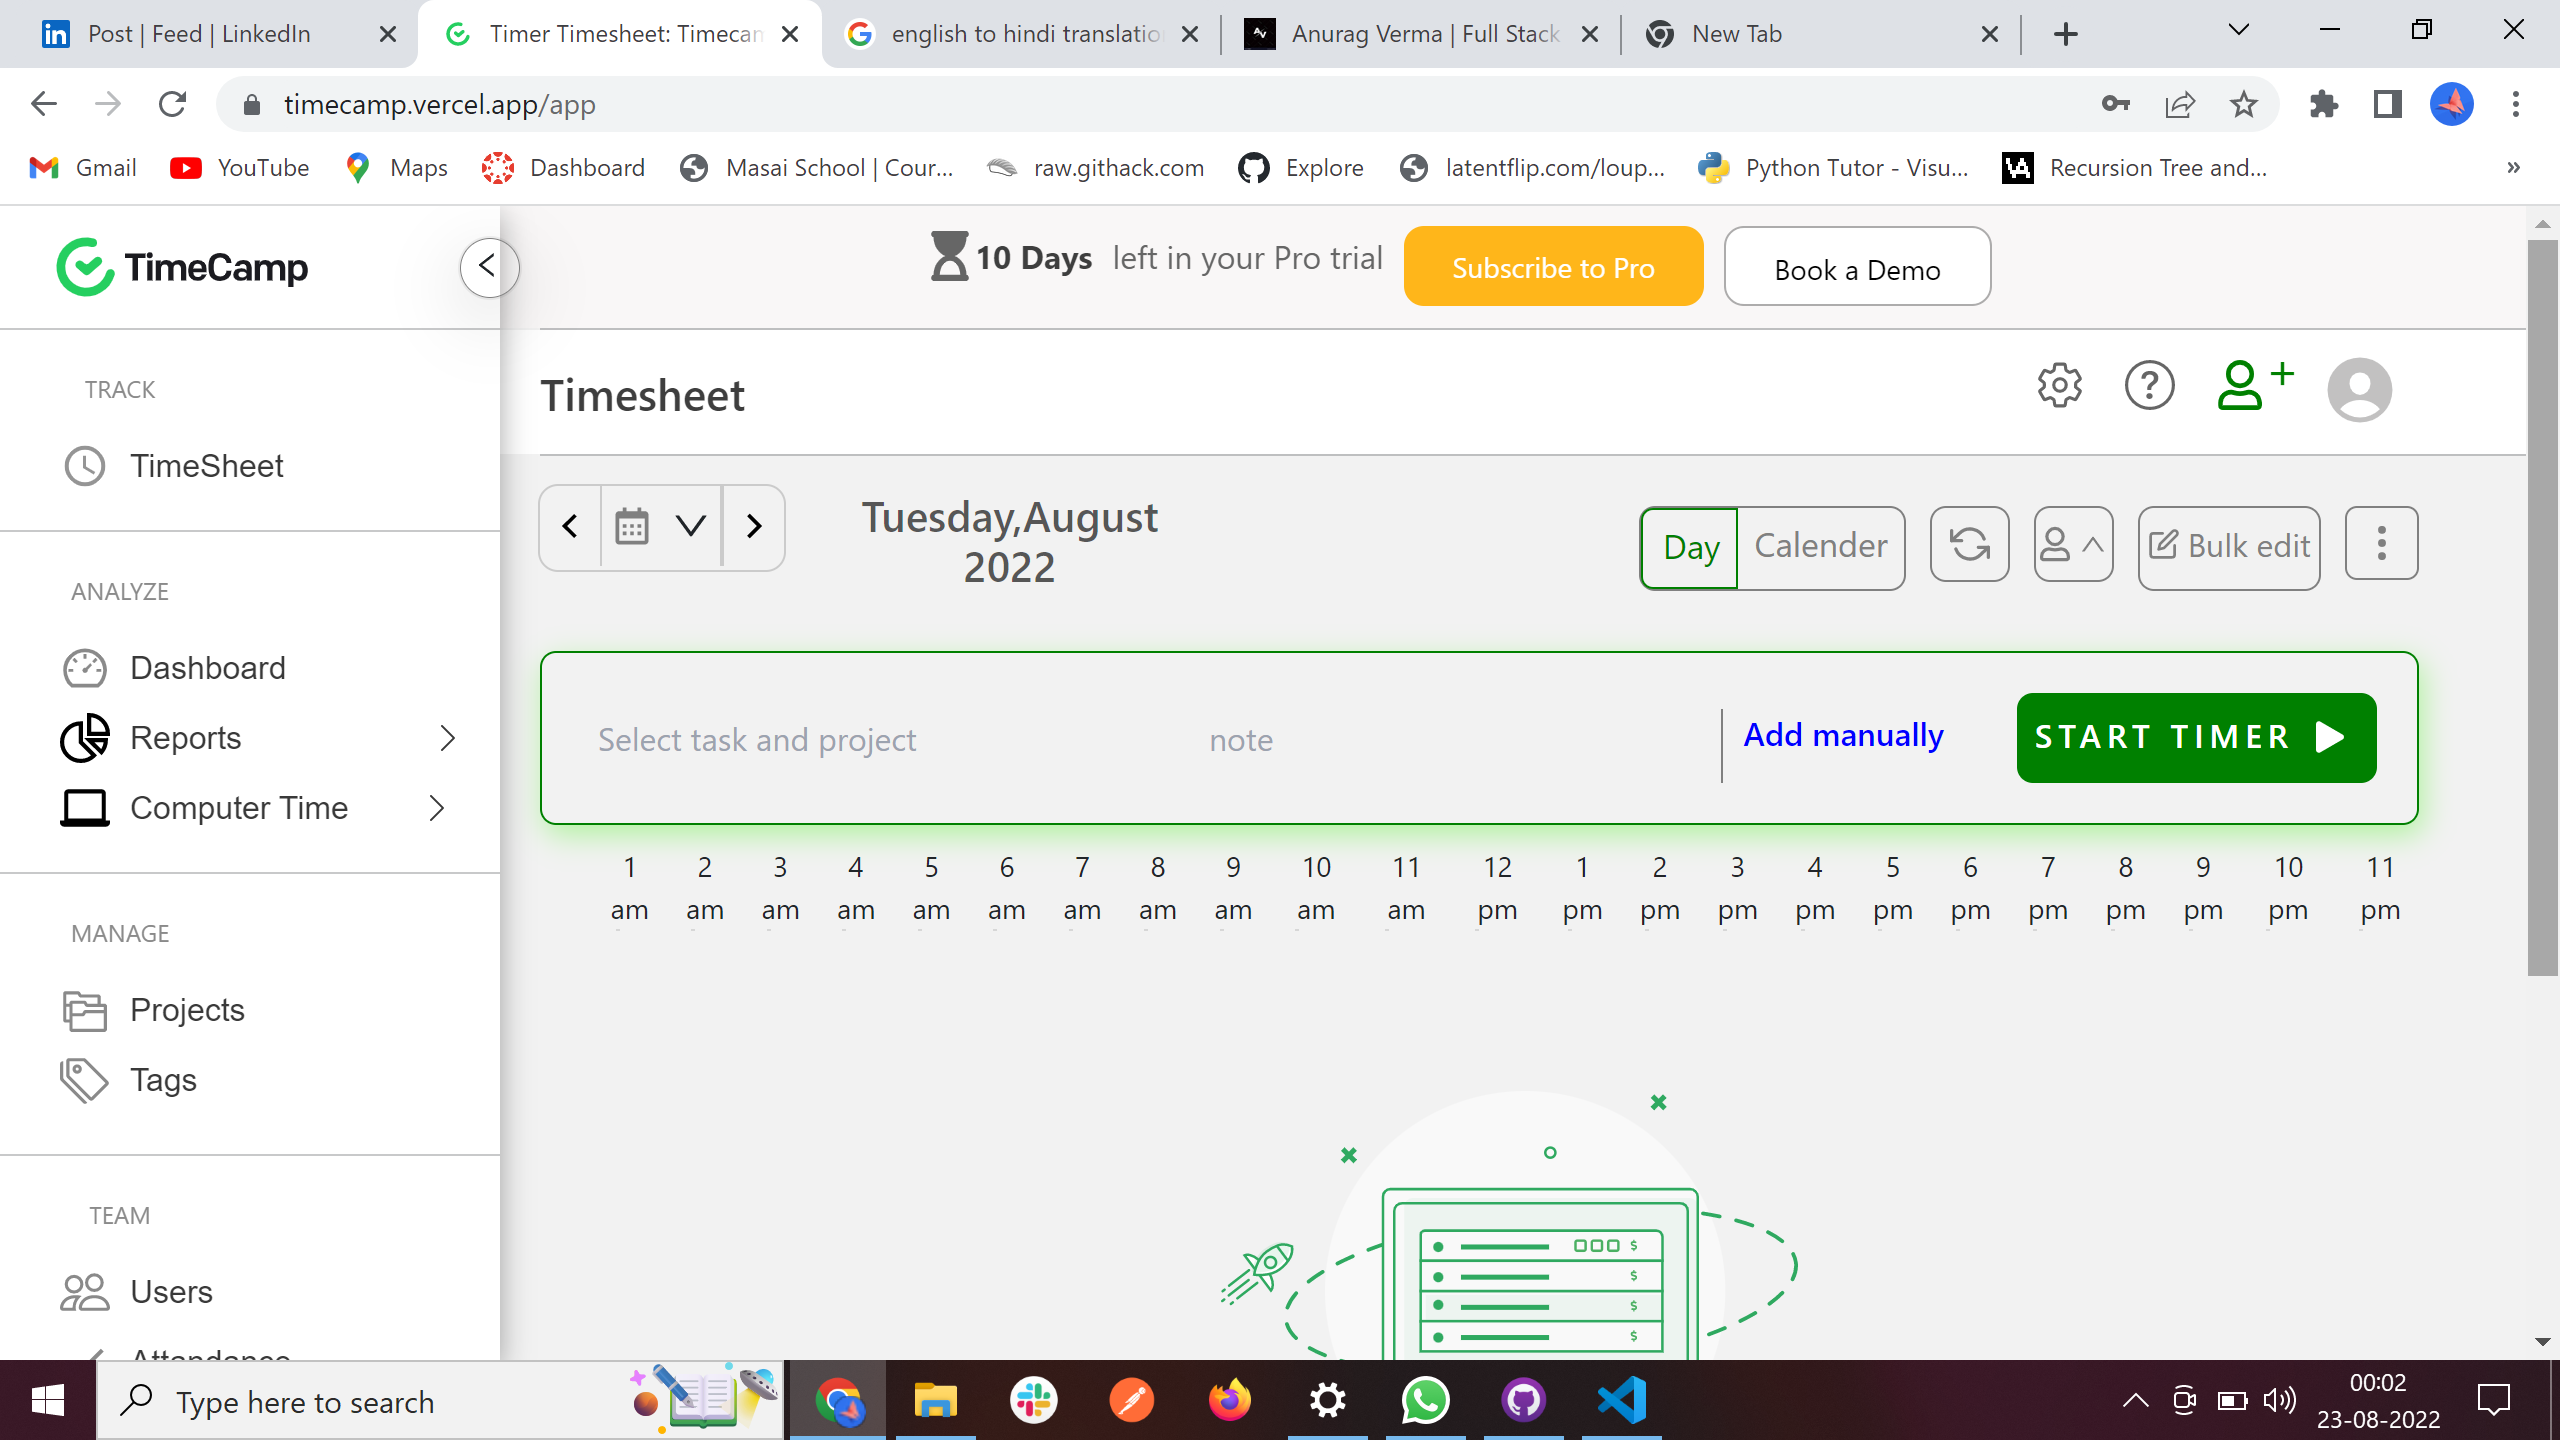 Post | Feed | LinkedIn
Timer Timesheet: Timecam
english to hindi translatio
Anurag Verma | Full Stack
New Tab
timecamp.vercel.app/app
Gmail
YouTube
Maps
Dashboard
Masai School | Cour...
raw.githack.com
Explore
latentflip.com/loup...
Python Tutor - Visu...
Recursion Tree and...
»
TimeCamp
10 Days left in your Pro trial
Subscribe to Pro
Book a Demo
TRACK
TimeSheet
ANALYZE
Dashboard
Reports
Computer Time
MANAGE
Projects
Tags
TEAM
Users
Attendance
Timesheet
Tuesday,August
2022
Day
Calender
Bulk edit
Select task and project
note
Add manually
START TIMER
1 2 3 4 5 6 7 8 9 10 11 12 1 2 3 4 5 6 7 8 9 10 11
am am am am am am am am am am am pm pm pm pm pm pm pm pm pm pm pm pm
$
$
$
$
Type here to search
00:02
23-08-2022